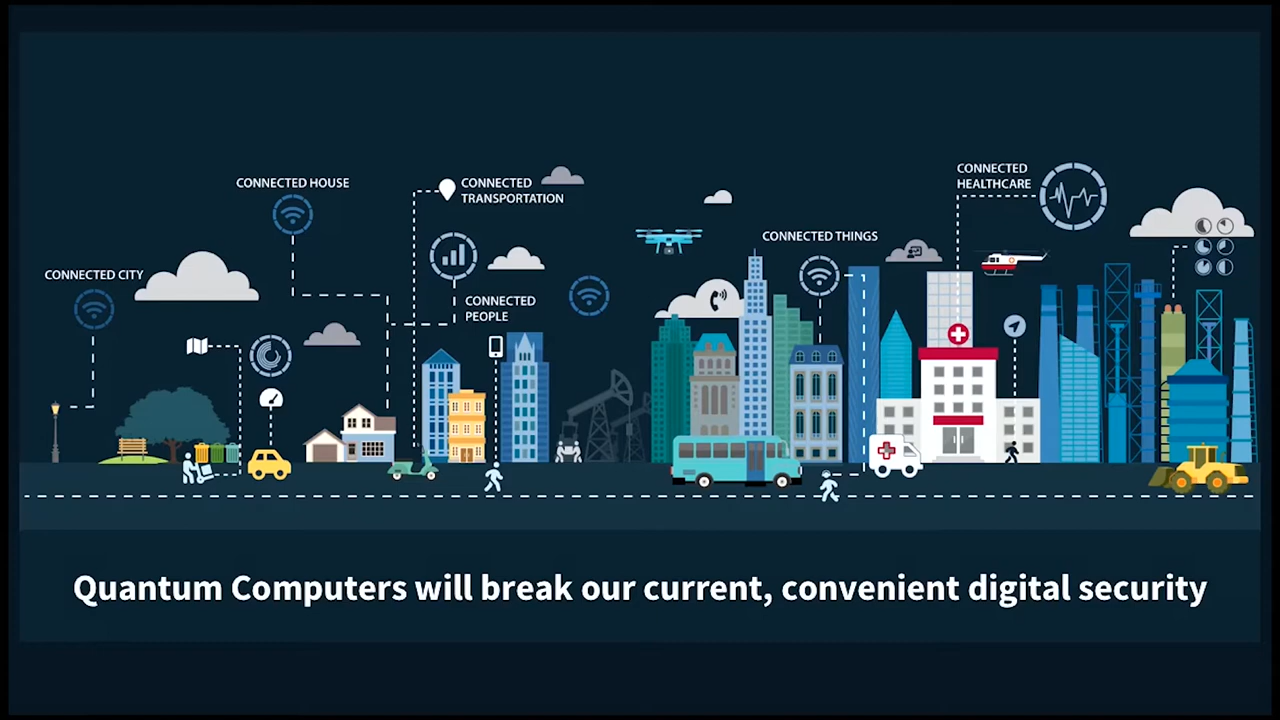 CONNECTED CITY
CONNECTED HOUSE
CONNECTED
TRANSPORTATION
CONNECTED
PEOPLE
CONNECTED THINGS
CONNECTED
HEALTHCARE
Quantum Computers will break our current, convenient digital security